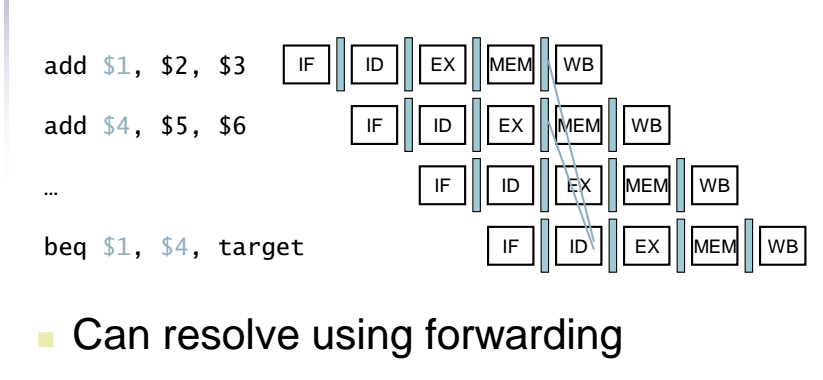 add $1, $2, $3 IF ID EX MEM WB
add $4, $5, $6 IF ID EX MEM WB
… IF ID EX MEM WB
beq $1, $4, target IF ID EX MEM WB
Can resolve using forwarding